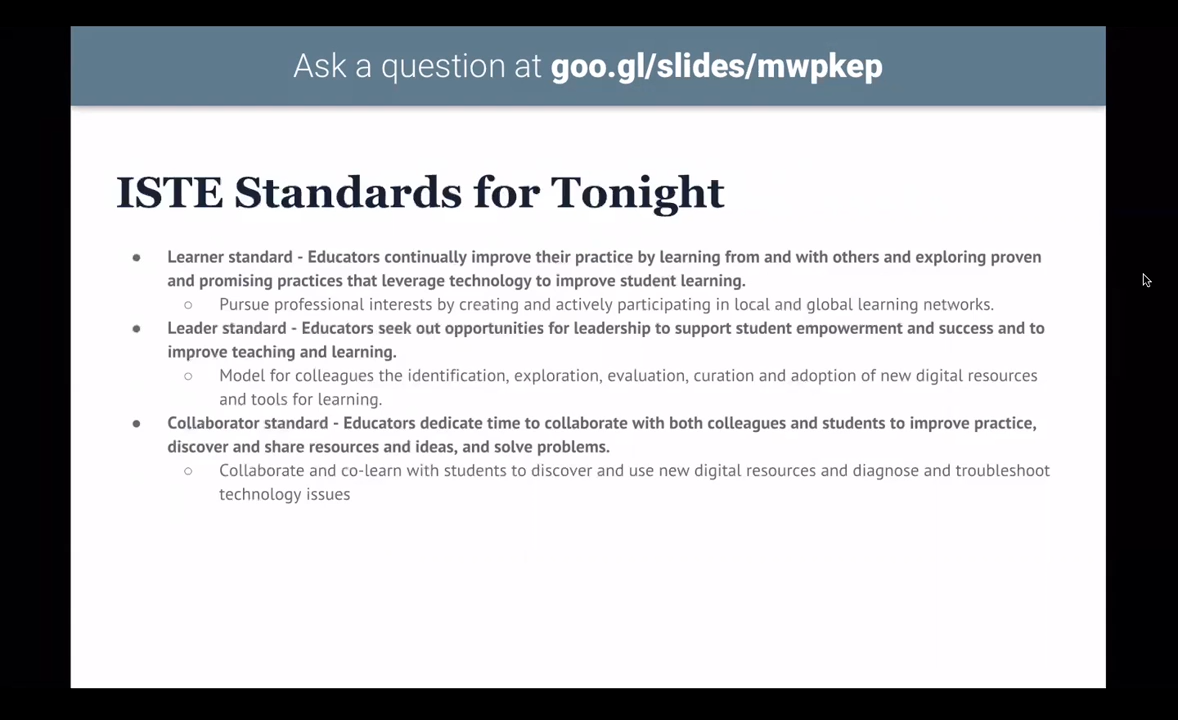 Ask a question at goo.gl/slides/mwpkep
ISTE Standards for Tonight
● Learner standard - Educators continually improve their practice by learning from and with others and exploring proven
and promising practices that leverage technology to improve student learning.
○ Pursue professional interests by creating and actively participating in local and global learning networks.
● Leader standard - Educators seek out opportunities for leadership to support student empowerment and success and to
improve teaching and learning.
○ Model for colleagues the identification, exploration, evaluation, curation and adoption of new digital resources
and tools for learning.
● Collaborator standard - Educators dedicate time to collaborate with both colleagues and students to improve practice,
discover and share resources and ideas, and solve problems.
○ Collaborate and co-learn with students to discover and use new digital resources and diagnose and troubleshoot
technology issues